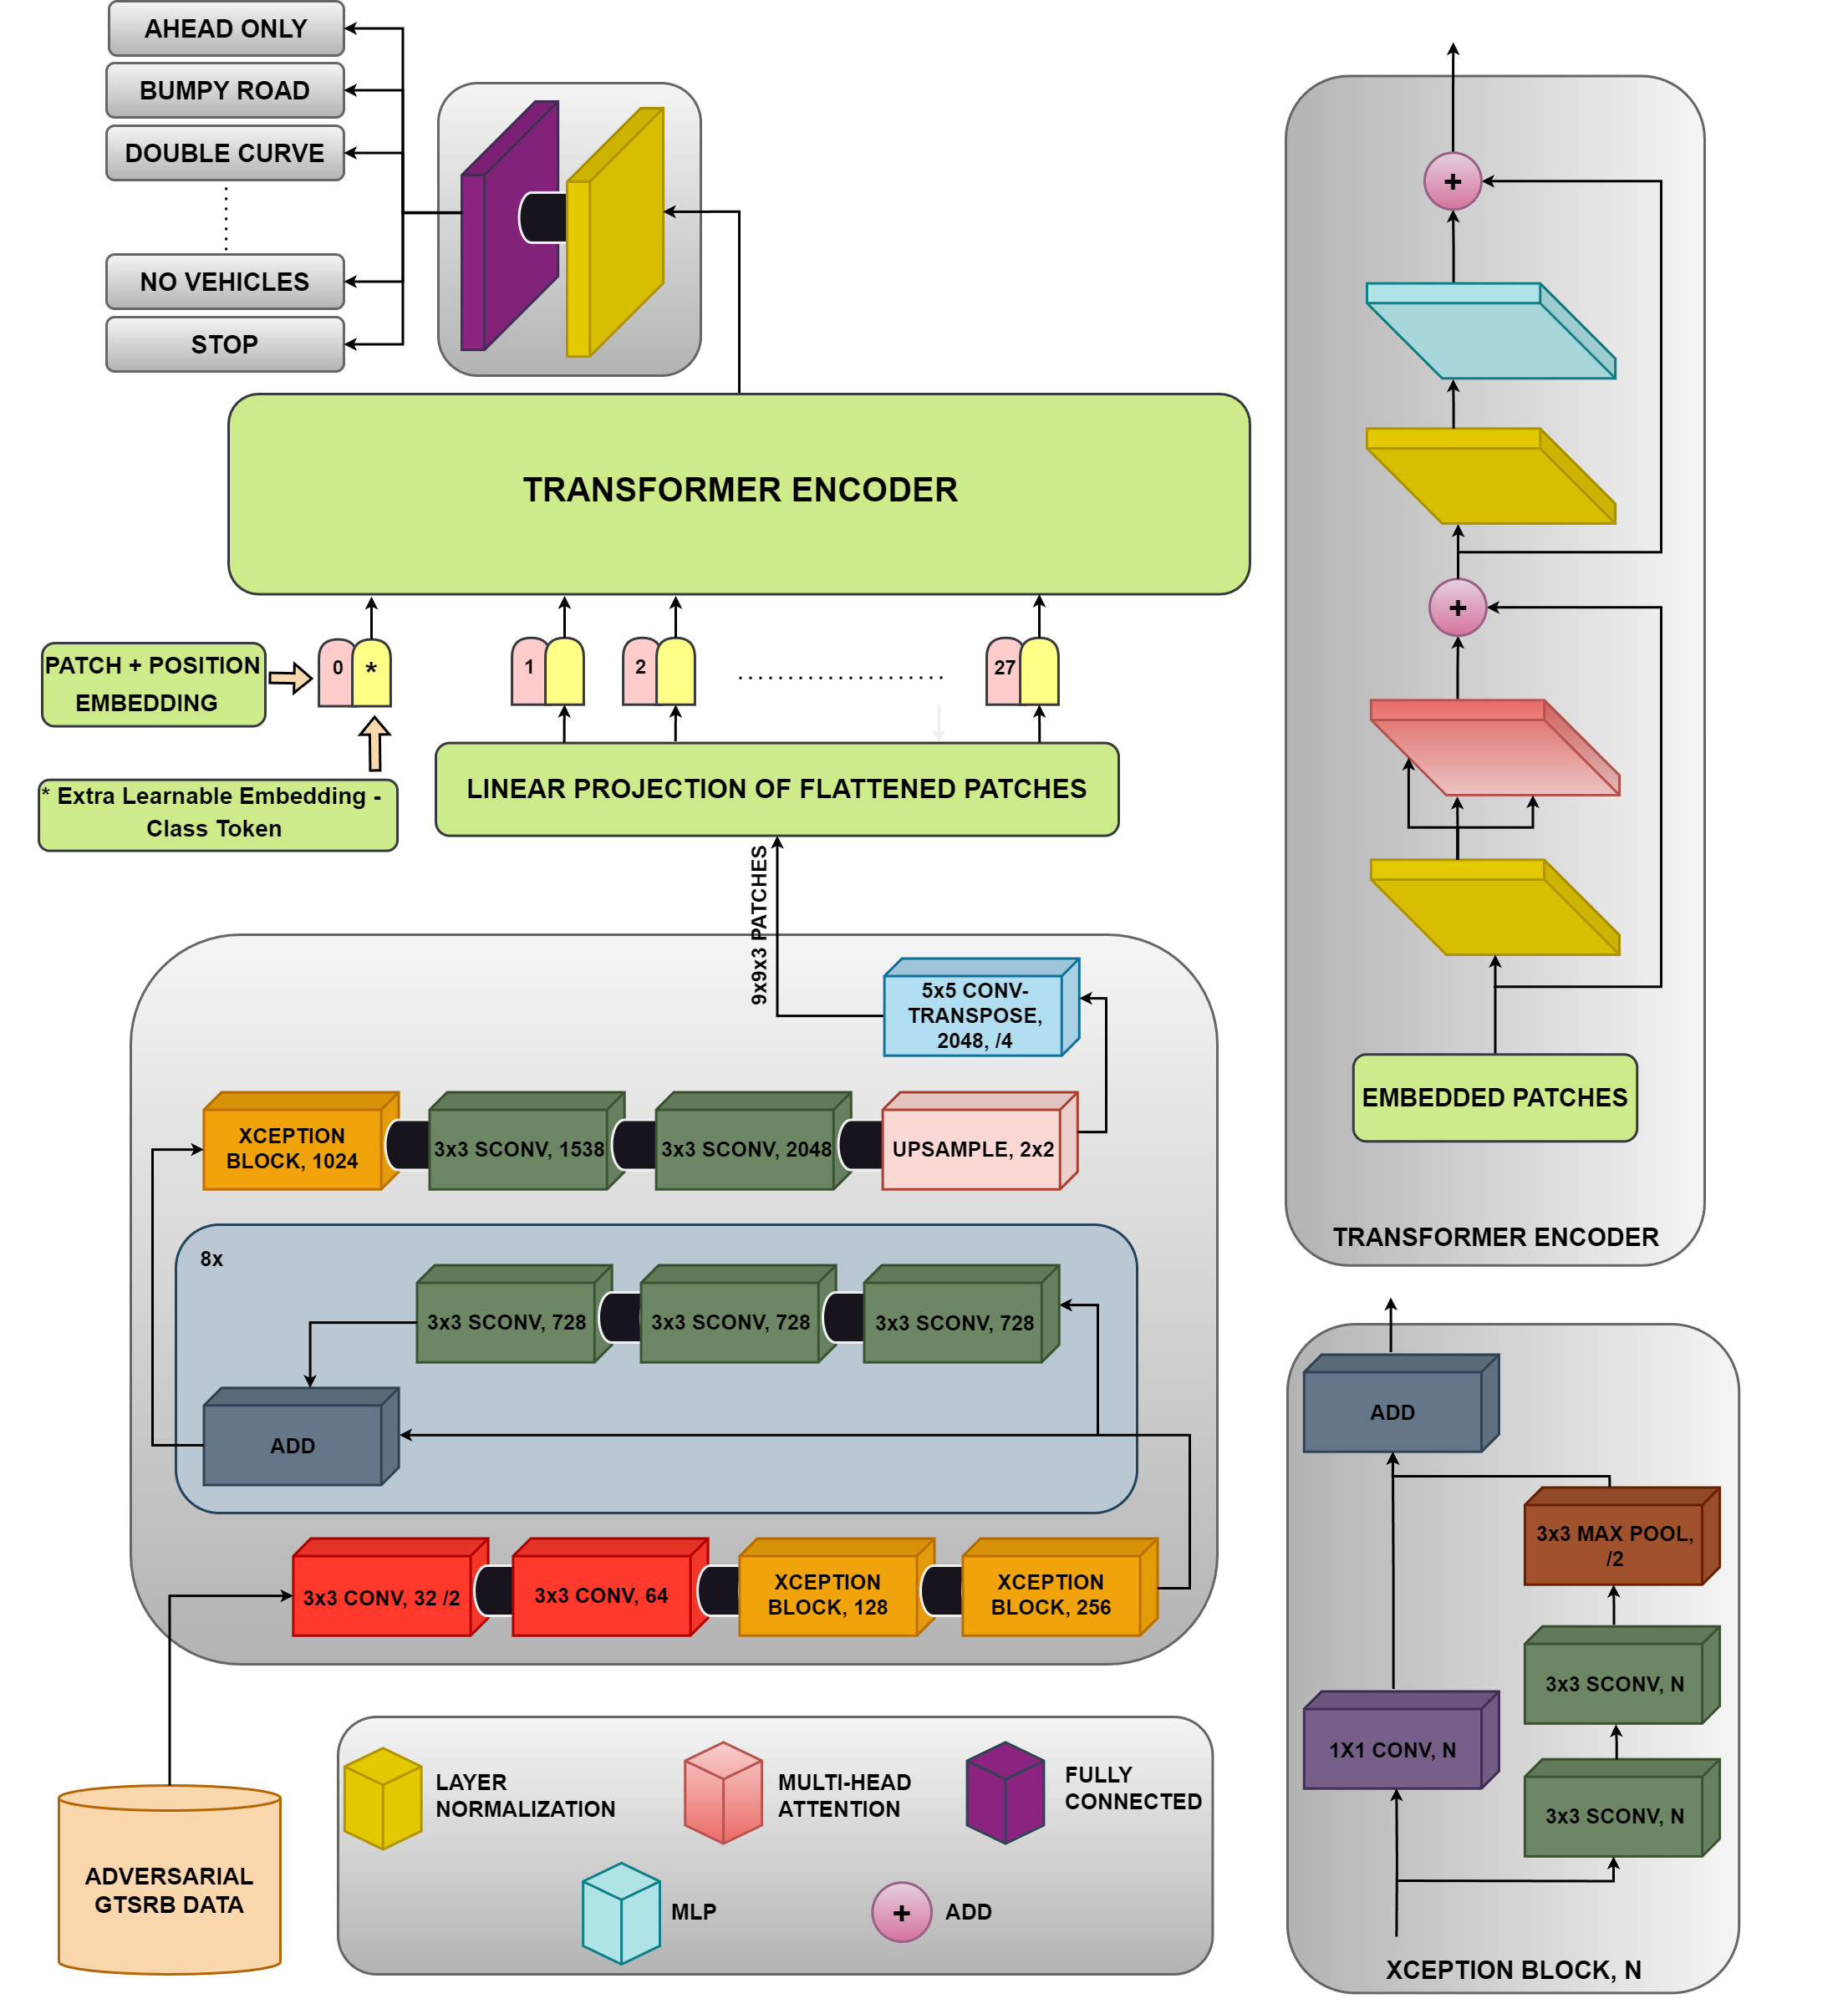 AHEAD ONLY
BUMPY ROAD
DOUBLE CURVE
NO VEHICLES
STOP
TRANSFORMER ENCODER
PATCH + POSITION
EMBEDDING
0
*
1
2
27
* Extra Learnable Embedding -
Class Token
LINEAR PROJECTION OF FLATTENED PATCHES
9x9x3 PATCHES
5x5 CONV-
TRANSPOSE,
2048, /4
XCEPTION
BLOCK, 1024
3x3 SCONV, 1538
3x3 SCONV, 2048
UPSAMPLE, 2x2
8x
3x3 SCONV, 728
3x3 SCONV, 728
3x3 SCONV, 728
ADD
3x3 CONV, 32 /2
3x3 CONV, 64
XCEPTION
BLOCK, 128
XCEPTION
BLOCK, 256
ADVERSARIAL
GTSRB DATA
LAYER
NORMALIZATION
MULTI-HEAD
ATTENTION
FULLY
CONNECTED
MLP
+
ADD
+
+
EMBEDDED PATCHES
TRANSFORMER ENCODER
ADD
3x3 MAX POOL,
/2
3x3 SCONV, N
1X1 CONV, N
3x3 SCONV, N
XCEPTION BLOCK, N